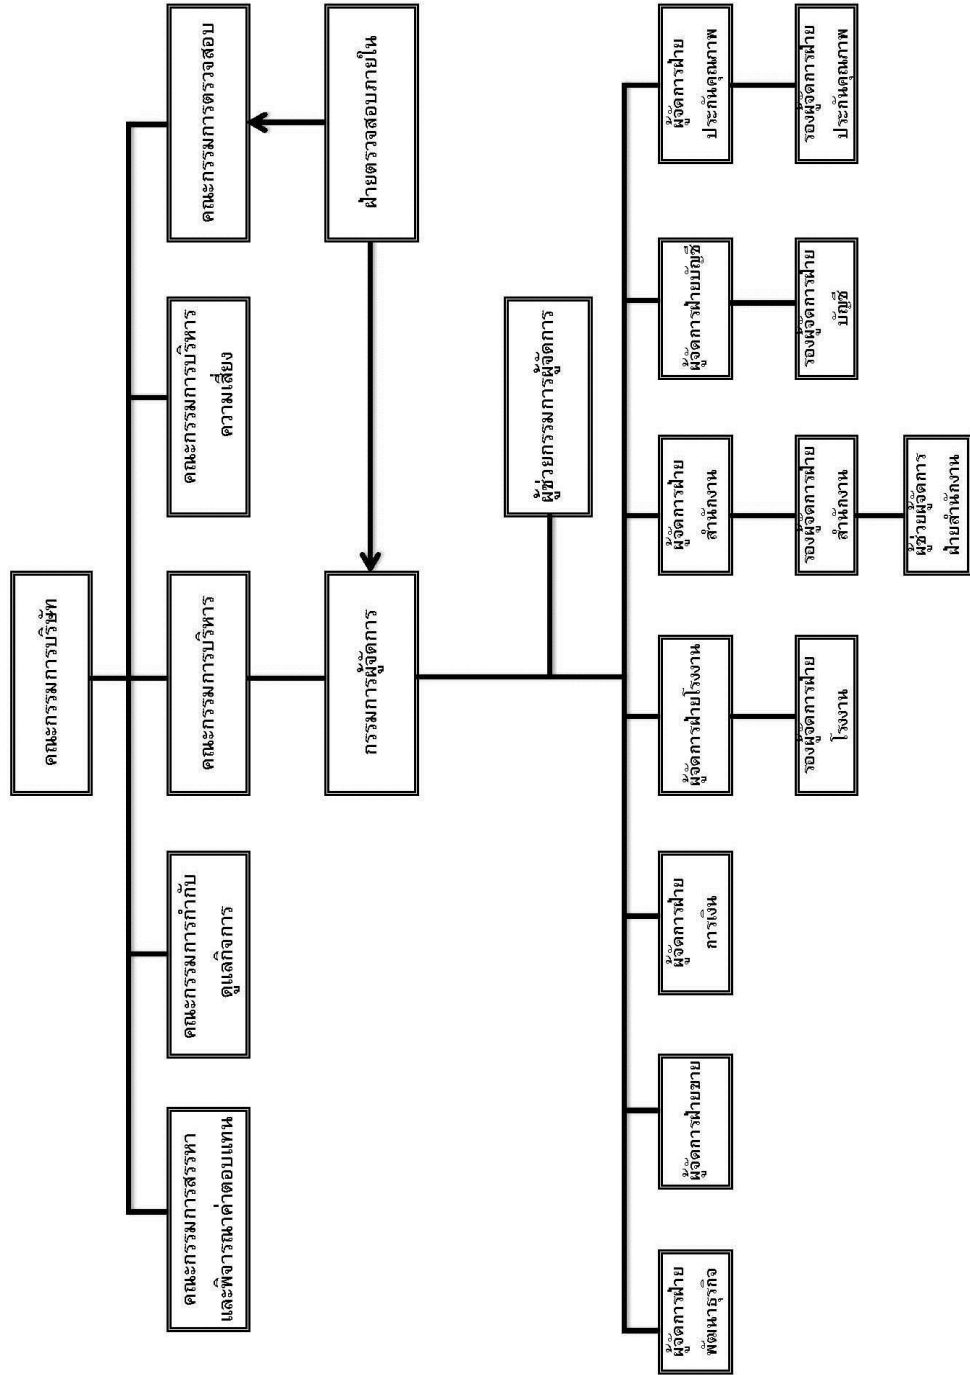 คณะกรรมการบริษัท
คณะกรรมการสรรหา
และพิจารณาค่าตอบแทน
คณะกรรมการกำกับ
ดูแลกิจการ
คณะกรรมการบริหาร
คณะกรรมการบริหาร
ความเสี่ยง
คณะกรรมการตรวจสอบ
กรรมการผู้จัดการ
ฝ่ายตรวจสอบภายใน
ผู้ช่วยกรรมการผู้จัดการ
ผู้จัดการฝ่าย
พัฒนาธุรกิจ
ผู้จัดการฝ่ายขาย
ผู้จัดการฝ่าย
การเงิน
ผู้จัดการฝ่ายโรงงาน
ผู้จัดการฝ่าย
สำนักงาน
ผู้จัดการฝ่ายบัญชี
ผู้จัดการฝ่าย
ประกันคุณภาพ
รองผู้จัดการฝ่าย
โรงงาน
รองผู้จัดการฝ่าย
สำนักงาน
รองผู้จัดการฝ่าย
บัญชี
รองผู้จัดการฝ่าย
ประกันคุณภาพ
ผู้ช่วยผู้จัดการ
ฝ่ายสำนักงาน